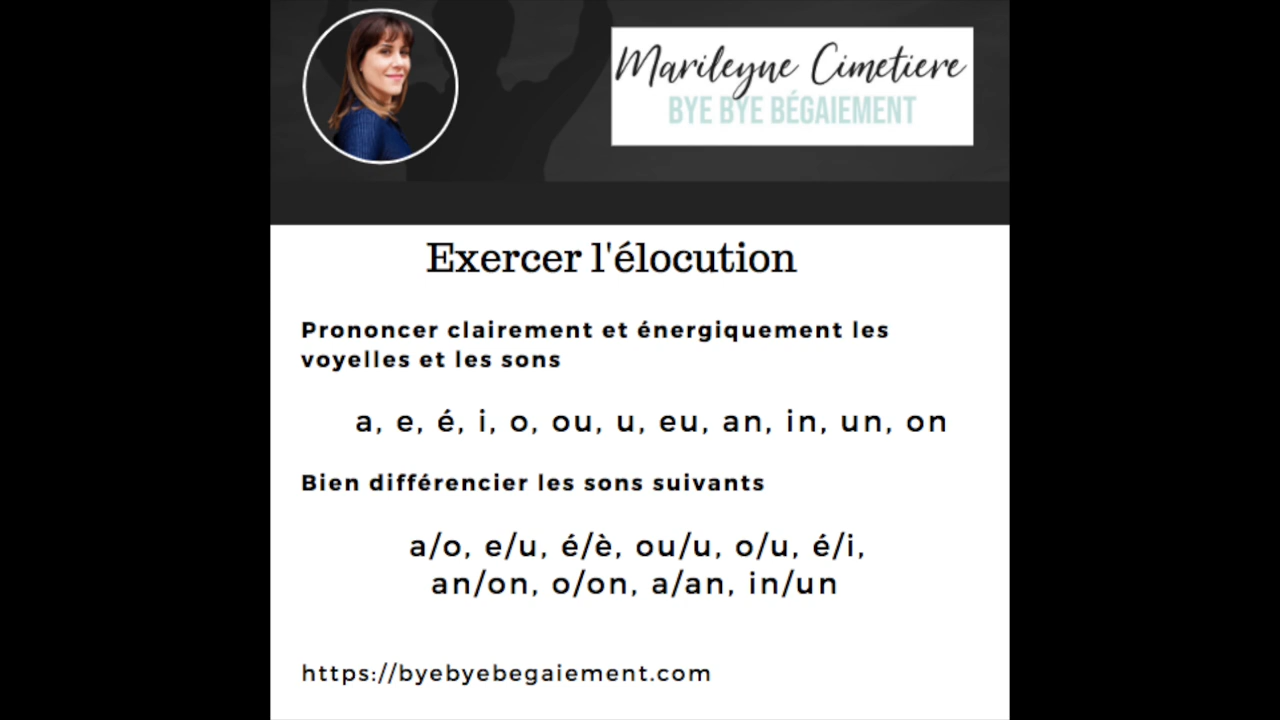 Marileyne Cimetiere
BYE BYE BÉGAIEMENT
Exercer l'élocution
Prononcer clairement et énergiquement les
voyelles et les sons
a, e, é, i, o, ou, u, eu, an, in, un, on
Bien différencier les sons suivants
a/o, e/u, é/è, ou/u, o/u, é/i,
an/on, o/on, a/an, in/un
https://byebyebegaiement.com